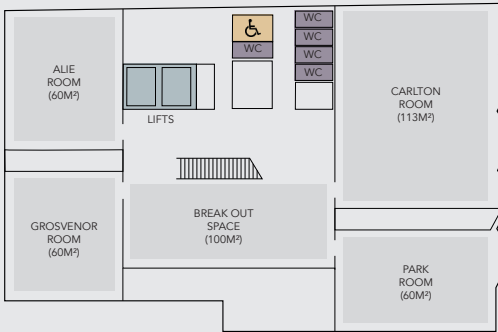 ALIE
ROOM
(60M²)
LIFTS
WC
WC
WC
WC
WC
CARLTON
ROOM
(113M²)
GROSVENOR
ROOM
(60M²)
BREAK OUT
SPACE
(100M²)
PARK
ROOM
(60M²)